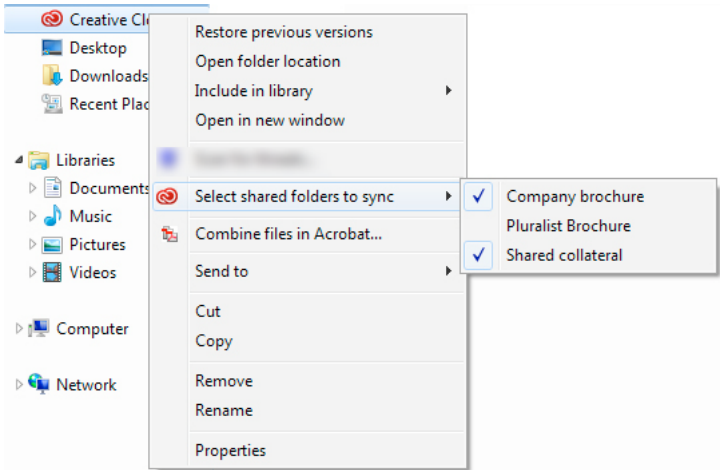 Creative Cl
Desktop
Downloads
Recent Plac
Libraries
Documents
Music
Pictures
Videos
Computer
Network
Restore previous versions
Open folder location
Include in library
Open in new window
Select shared folders to sync
Combine files in Acrobat...
Send to
Cut
Copy
Remove
Rename
Properties
Company brochure
Pluralist Brochure
Shared collateral